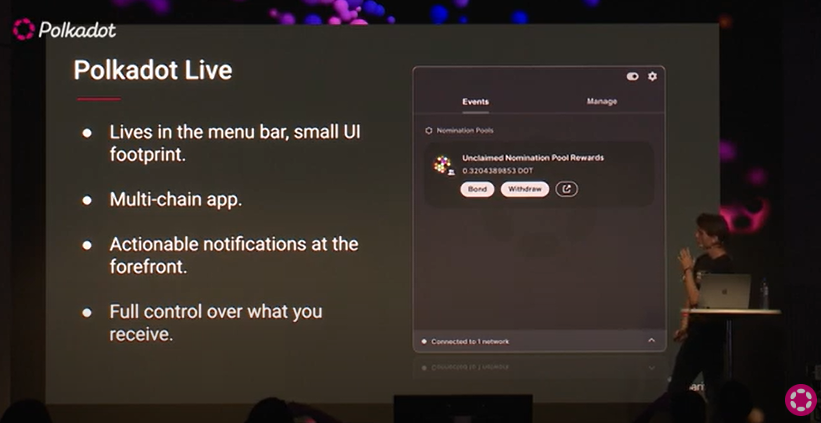 Polkadot
Polkadot Live
● Lives in the menu bar, small UI
footprint.
● Multi-chain app.
● Actionable notifications at the
forefront.
● Full control over what you
receive.
Events
Manage
Nomination Pools
Unclaimed Nomination Pool Rewards
0.3204389853 DOT
Bond
Withdraw
Connected to 1 network